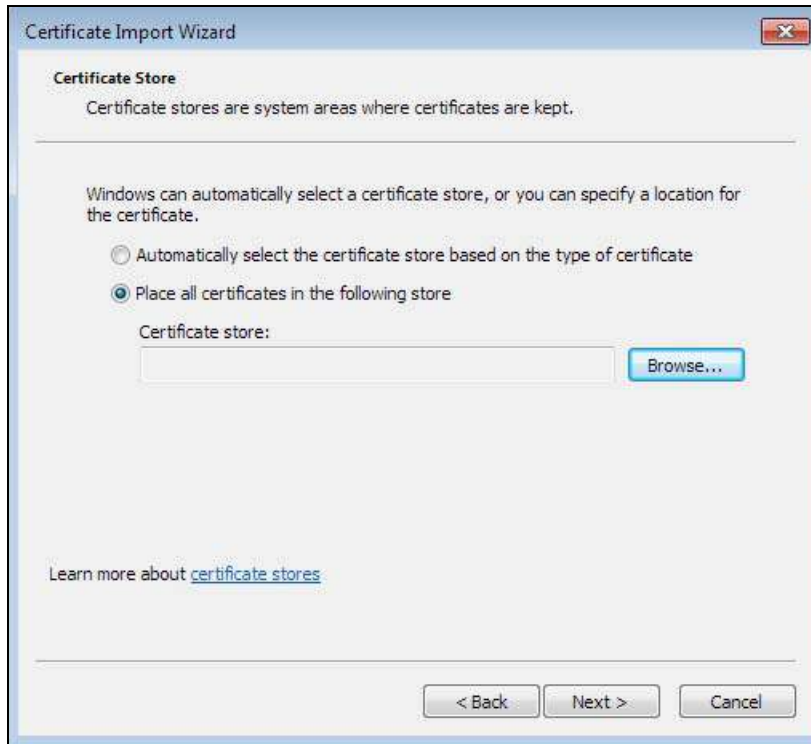 Certificate Import Wizard
Certificate Store
Certificate stores are system areas where certificates are kept.
Windows can automatically select a certificate store, or you can specify a location for
the certificate.
Automatically select the certificate store based on the type of certificate
Place all certificates in the following store
Certificate store:
Browse...
Learn more about certificate stores
< Back
Next >
Cancel